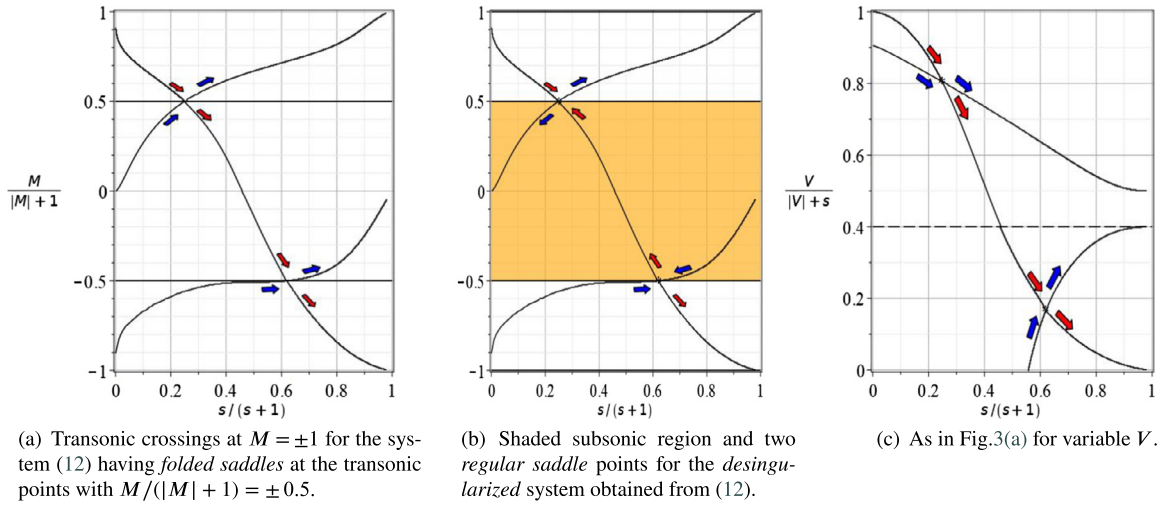 1
0.5
0
−0.5
−1
M
|M| + 1
0 0.2 0.4 0.6 0.8 1
s / (s + 1)
(a) Transonic crossings at M = ±1 for the sys-
tem (12) having folded saddles at the transonic
points with M/(|M| + 1) = ± 0.5.
1
0.5
0
−0.5
−1
0 0.2 0.4 0.6 0.8 1
s / (s + 1)
(b) Shaded subsonic region and two
regular saddle points for the desingu-
larized system obtained from (12).
1
0.8
0.6
0.4
0.2
0
V
|V| + s
0 0.2 0.4 0.6 0.8 1
s / (s + 1)
(c) As in Fig.3(a) for variable V.